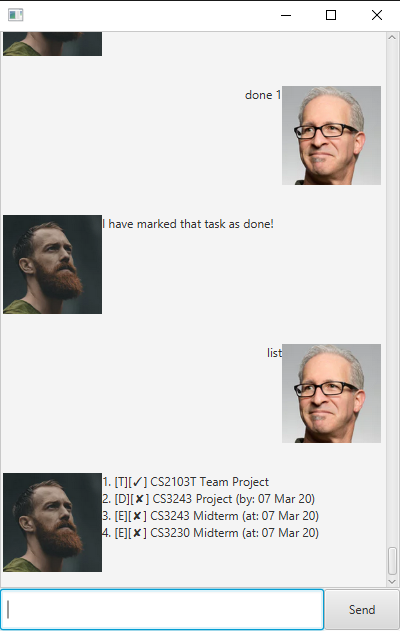 done 1
I have marked that task as done!
list
1. [T][✓] CS2103T Team Project
2. [D][✘] CS3243 Project (by: 07 Mar 20)
3. [E][✘] CS3243 Midterm (at: 07 Mar 20)
4. [E][✘] CS3230 Midterm (at: 07 Mar 20)
Send